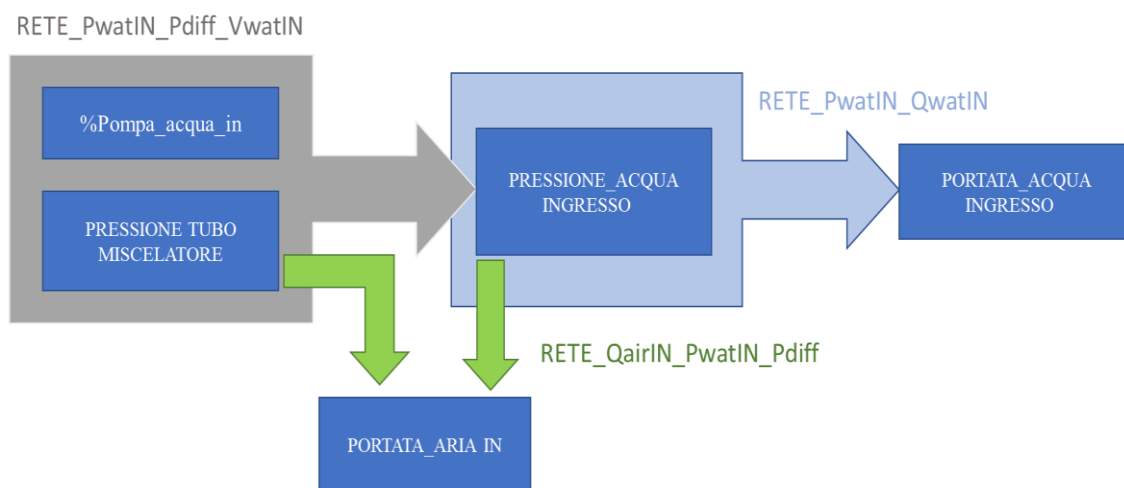 RETE_PwatIN_Pdiff_VwatIN
%Pompa_acqua_in
PRESSIONE TUBO
MISCELATORE
PRESSIONE_ACQUA
INGRESSO
RETE_PwatIN_QwatIN
PORTATA_ACQUA
INGRESSO
RETE_QairIN_PwatIN_Pdiff
PORTATA_ARIA IN